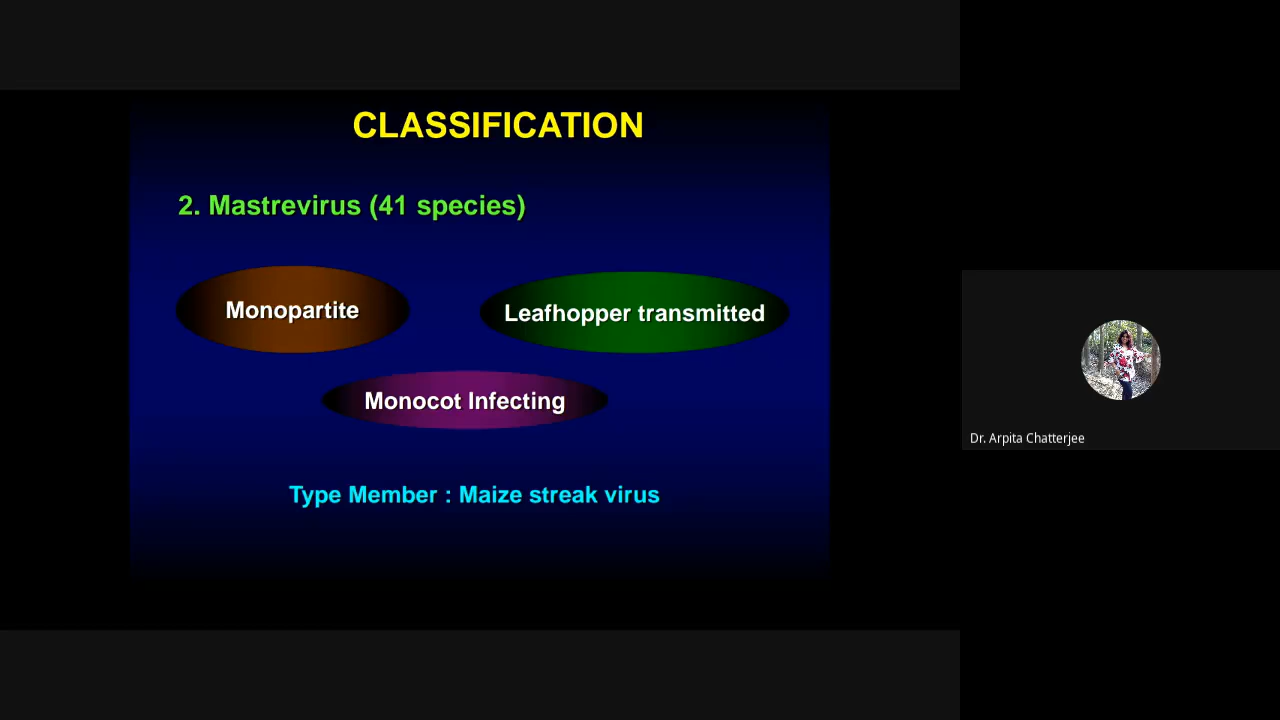 CLASSIFICATION
2. Mastrevirus (41 species)
Monopartite
Leafhopper transmitted
Monocot Infecting
Type Member : Maize streak virus
Dr. Arpita Chatterjee